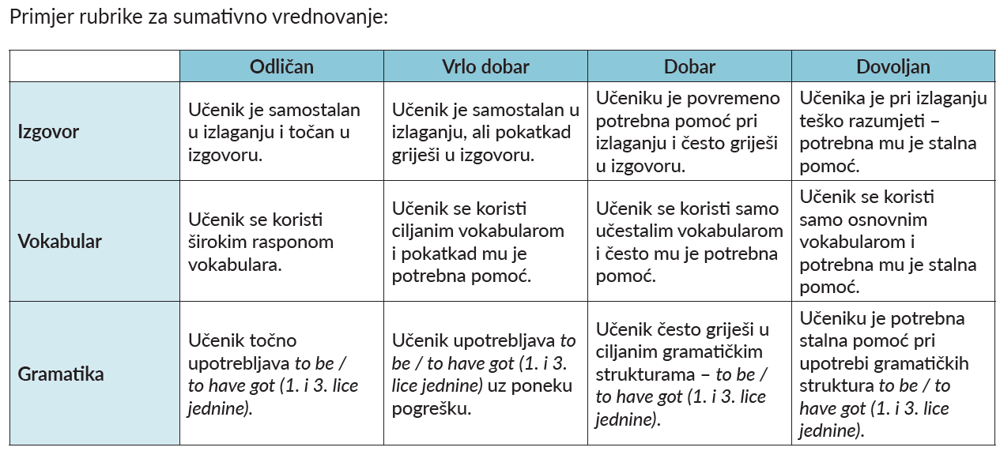 Primjer rubrike za sumativno vrednovanje:
Odličan
Vrlo dobar
Dobar
Dovoljan
Izgovor
Učenik je samostalan
u izlaganju i točan u
izgovoru.
Učenik je samostalan u
izlaganju, ali pokatkad
griješi u izgovoru.
Učeniku je povremeno
potrebna pomoć pri
izlaganju i često griješi
u izgovoru.
Učenika je pri izlaganju
teško razumjeti –
potrebna mu je stalna
pomoć.
Vokabular
Učenik se koristi
širokim rasponom
vokabulara.
Učenik se koristi
ciljanim vokabularom
i pokatkad mu je
potrebna pomoć.
Učenik se koristi samo
učestalim vokabularom
i često mu je potrebna
pomoć.
Učenik se koristi
samo osnovnim
vokabularom i
potrebna mu je stalna
pomoć.
Gramatika
Učenik točno
upotrebljava to be /
to have got (1. i 3. lice
jednine).
Učenik upotrebljava to
be / to have got (1. i 3.
lice jednine) uz poneku
pogrešku.
Učenik često griješi u
ciljanim gramatičkim
strukturama – to be /
to have got (1. i 3. lice
jednine).
Učeniku je potrebna
stalna pomoć pri
upotrebi gramatičkih
struktura to be / to
have got (1. i 3. lice
jednine).